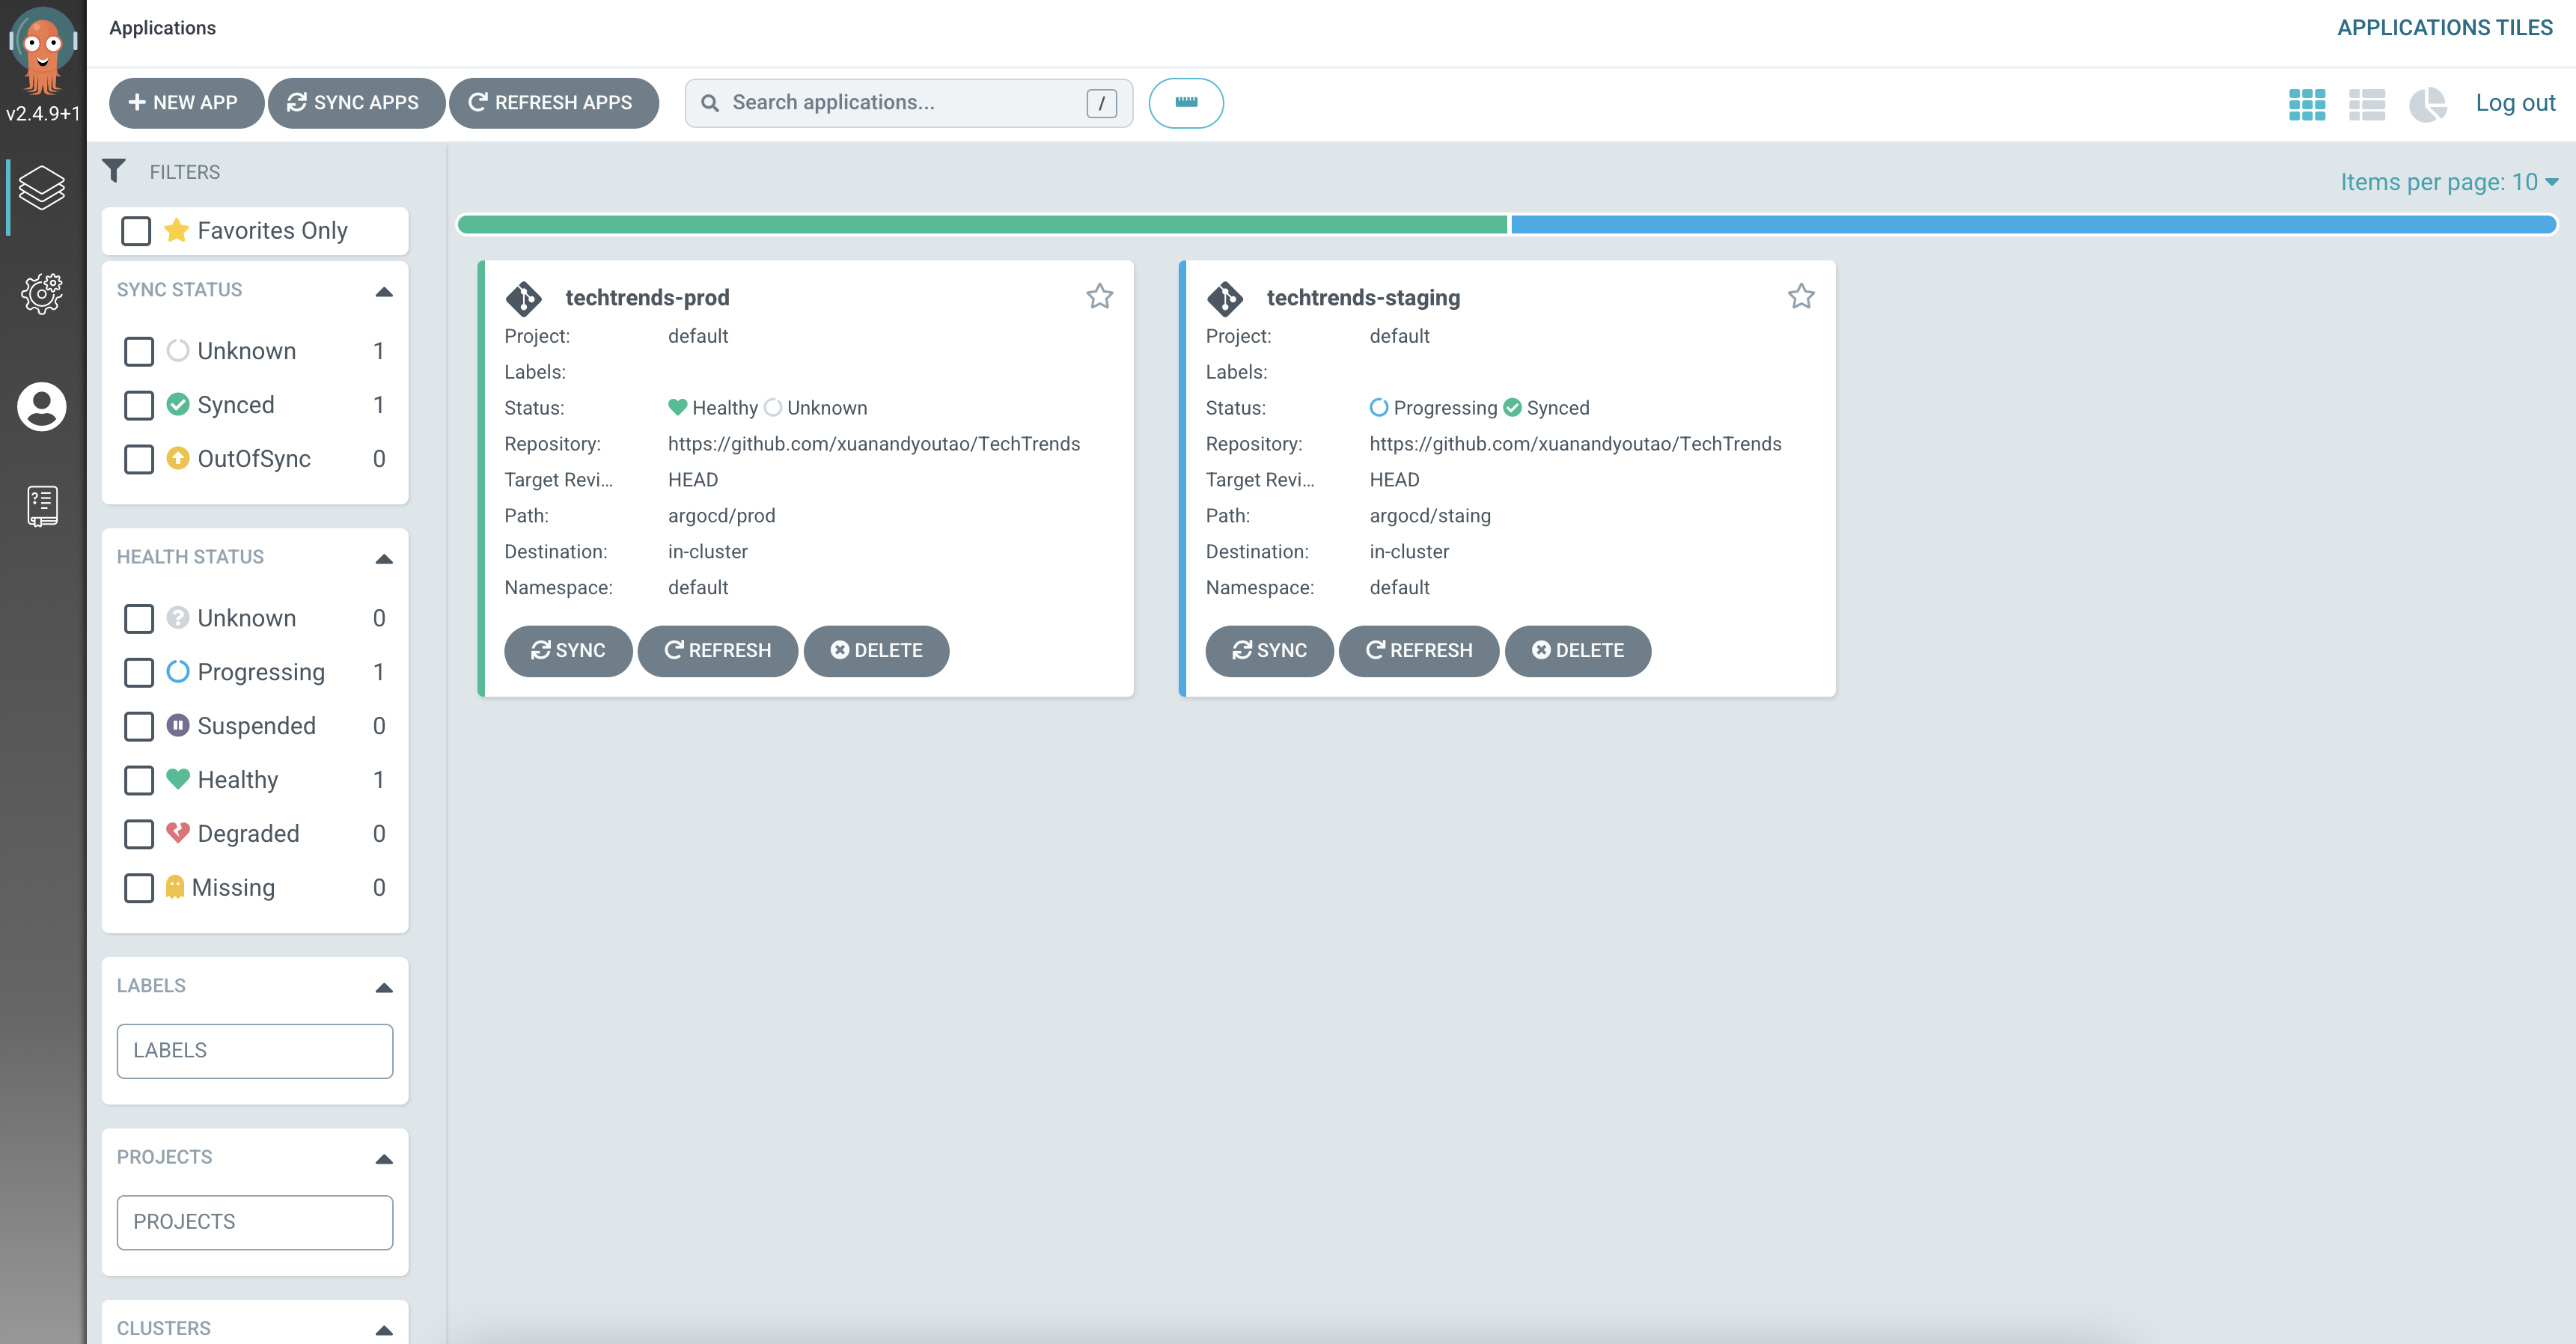 v2.4.9+1
Applications
APPLICATIONS TILES
NEW APP
SYNC APPS
REFRESH APPS
Search applications...
/
Log out
FILTERS
Favorites Only
SYNC STATUS
Unknown 1
Synced 1
OutOfSync 0
HEALTH STATUS
Unknown 0
Progressing 1
Suspended 0
Healthy 1
Degraded 0
Missing 0
LABELS
LABELS
PROJECTS
PROJECTS
CLUSTERS
Items per page: 10
techtrends-prod
Project: default
Labels:
Status: Healthy Unknown
Repository: https://github.com/xuanandyoutao/TechTrends
Target Revi... HEAD
Path: argocd/prod
Destination: in-cluster
Namespace: default
SYNC REFRESH DELETE
techtrends-staging
Project: default
Labels:
Status: Progressing Synced
Repository: https://github.com/xuanandyoutao/TechTrends
Target Revi... HEAD
Path: argocd/staing
Destination: in-cluster
Namespace: default
SYNC REFRESH DELETE